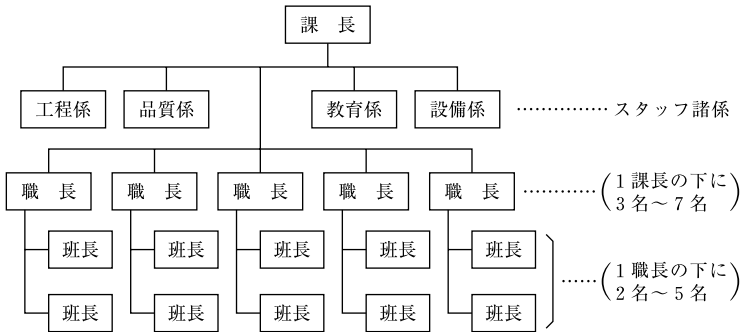 課 長
工程係
品質係
教育係
設備係
……………スタッフ諸係
職 長
職 長
職 長
職 長
職 長
…………(1 課長の下に
3 名〜7 名)
班長
班長
班長
班長
班長
……(1 職長の下に
2 名〜5 名)
班長
班長
班長
班長
班長